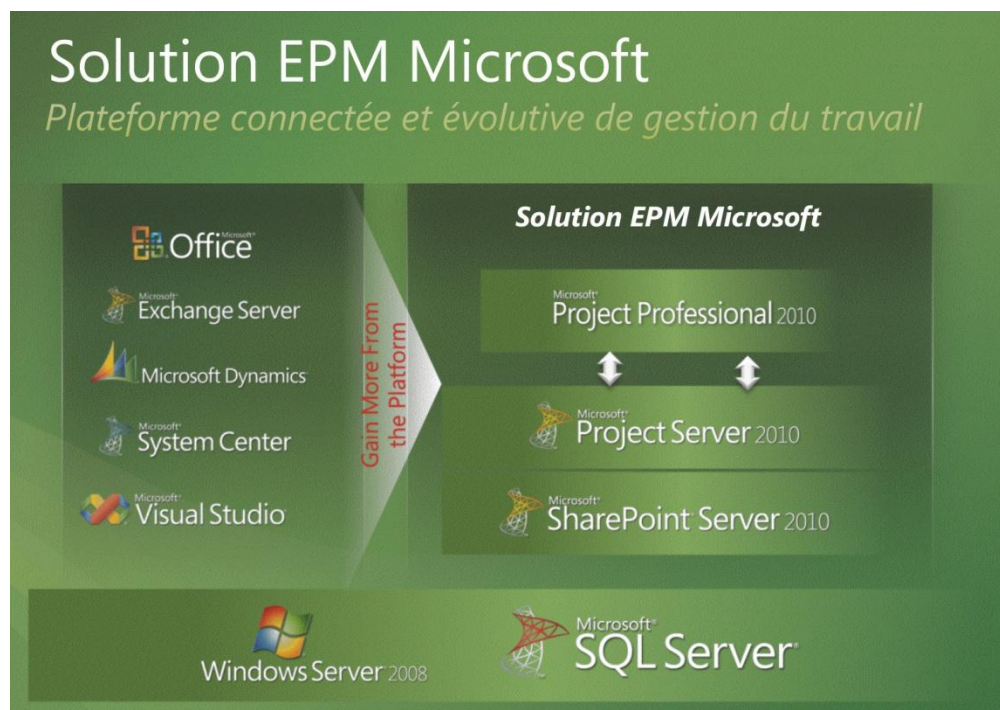 Solution EPM Microsoft
Plateforme connectée et évolutive de gestion du travail
Microsoft®
Office
Microsoft®
Exchange Server
Microsoft Dynamics
Microsoft®
System Center
Microsoft®
Visual Studio
Gain More From
the Platform
Solution EPM Microsoft
Microsoft®
Project Professional 2010
Microsoft®
Project Server 2010
Microsoft®
SharePoint Server 2010
Windows Server 2008
Microsoft®
SQL Server®